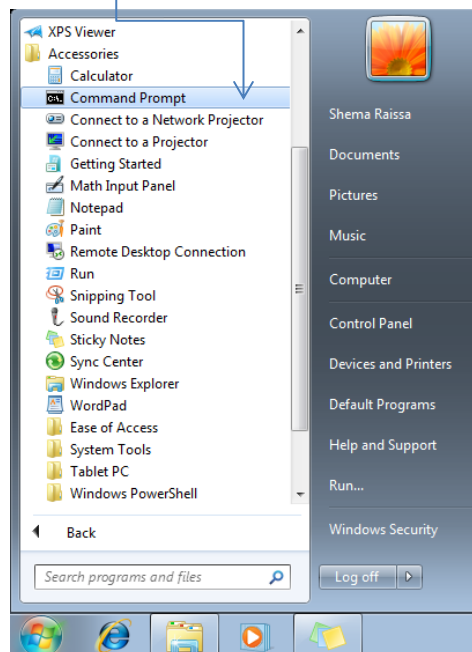 XPS Viewer
Accessories
Calculator
Command Prompt
Connect to a Network Projector
Connect to a Projector
Getting Started
Math Input Panel
Notepad
Paint
Remote Desktop Connection
Run
Snipping Tool
Sound Recorder
Sticky Notes
Sync Center
Windows Explorer
WordPad
Ease of Access
System Tools
Tablet PC
Windows PowerShell
Back
Search programs and files
Shema Raissa
Documents
Pictures
Music
Computer
Control Panel
Devices and Printers
Default Programs
Help and Support
Run...
Windows Security
Log off